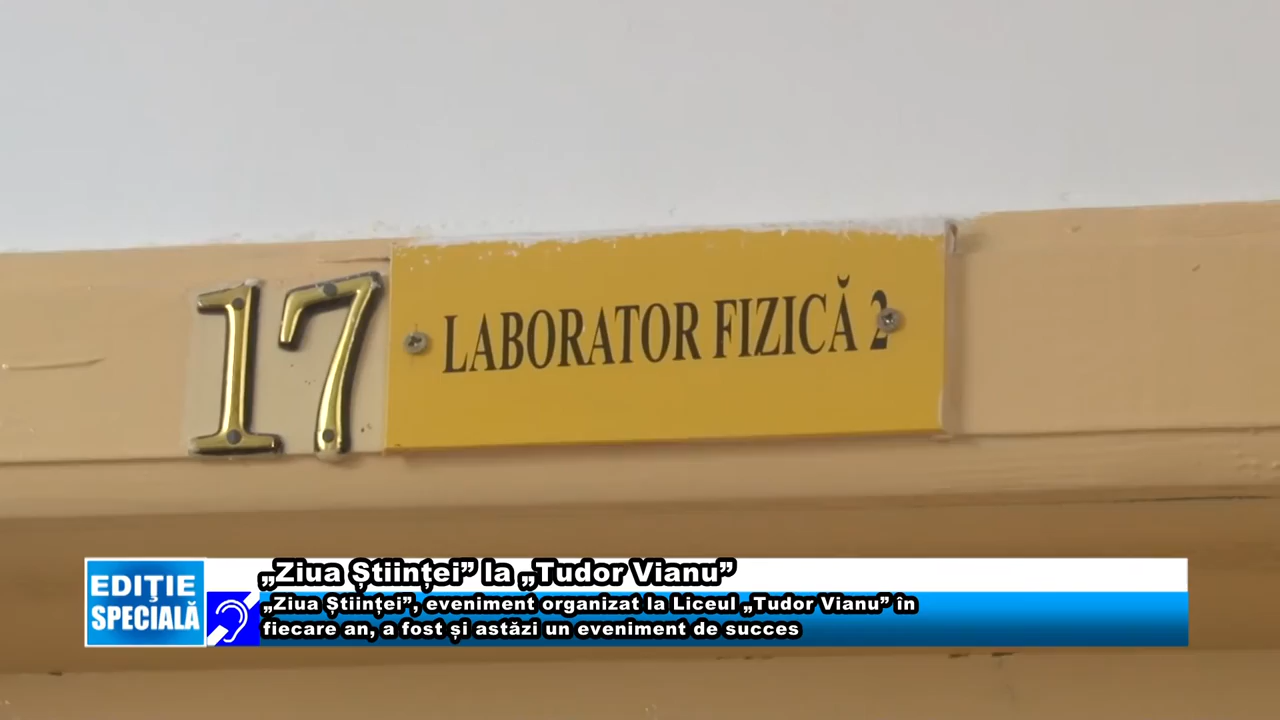 17
LABORATOR FIZICĂ 2
EDIŢIE
SPECIALĂ
„Ziua Științei” la „Tudor Vianu”
„Ziua Științei”, eveniment organizat la Liceul „Tudor Vianu” în
fiecare an, a fost și astăzi un eveniment de succes